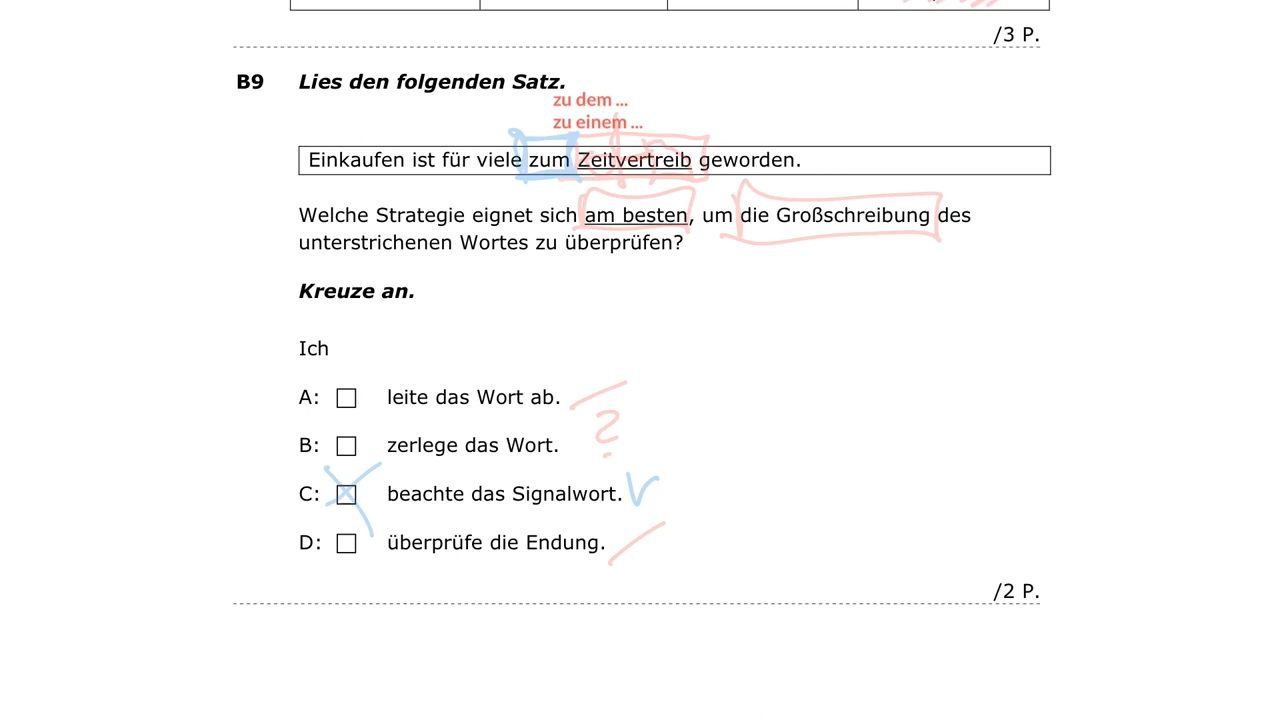 /3 P.
B9 Lies den folgenden Satz.
zu dem ...
zu einem ...
Einkaufen ist für viele zum Zeitvertreib geworden.
Welche Strategie eignet sich am besten, um die Großschreibung des
unterstrichenen Wortes zu überprüfen?
Kreuze an.
Ich
A: leite das Wort ab.
?
B: zerlege das Wort.
C: beachte das Signalwort.
D: überprüfe die Endung.
/2 P.